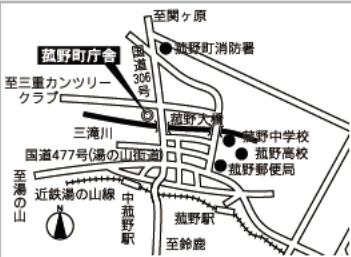 至関ヶ原
菰野町消防署
菰野町庁舎
国道306号
至三重カンツリー
クラブ
菰野大橋
三滝川
菰野中学校
菰野高校
国道477号(湯の山街道)
菰野郵便局
至湯の山
近鉄湯の山線
中菰野駅
菰野駅
N
至鈴鹿